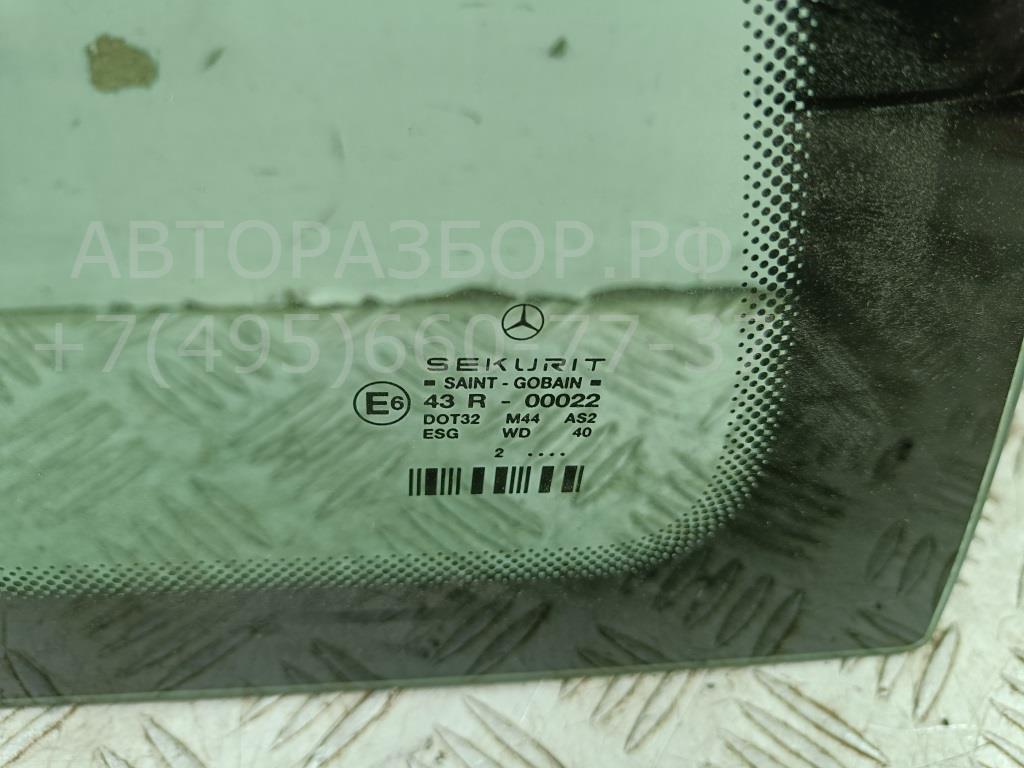 АВТОРАЗБОР.РФ
+7(495)660-77-3
SEKURIT
SAINT - GOBAIN
E6 43 R - 00022
DOT32 M44 AS2
ESG WD 40
2 ....